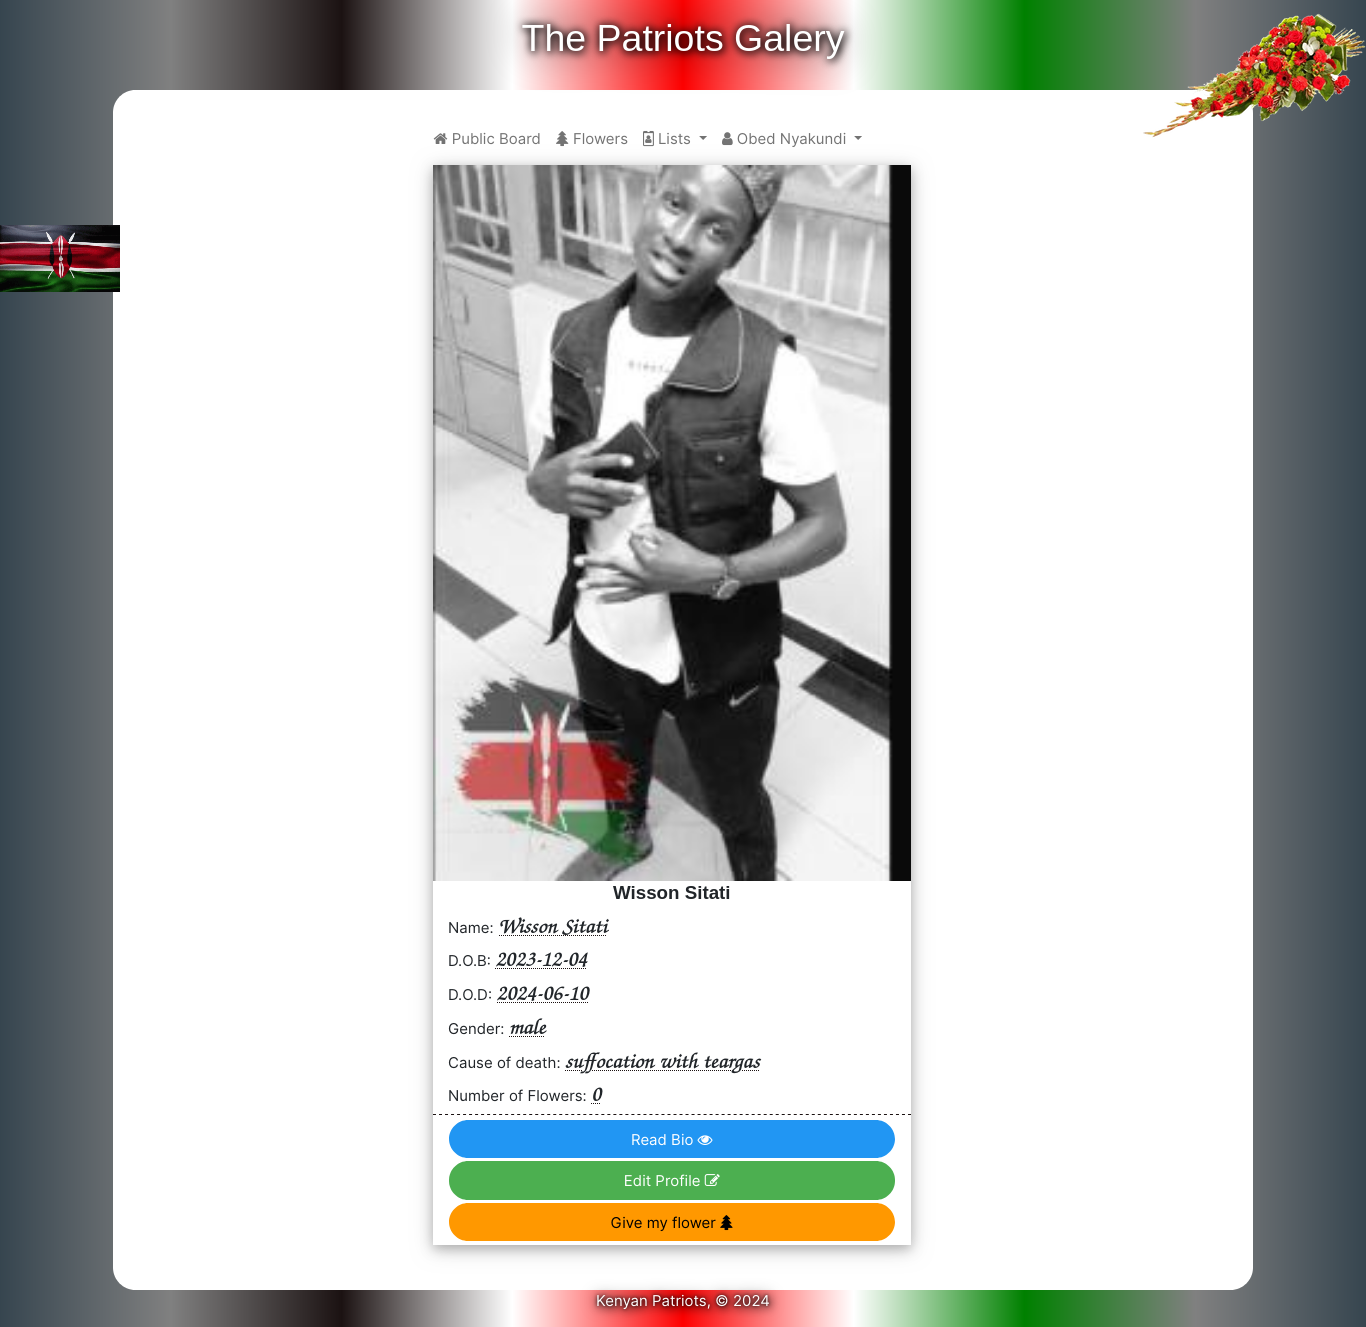 The Patriots Galery
Public Board Flowers Lists Obed Nyakundi
Wisson Sitati
Name: Wisson Sitati
D.O.B: 2023-12-04
D.O.D: 2024-06-10
Gender: male
Cause of death: suffocation with teargas
Number of Flowers: 0
Read Bio
Edit Profile
Give my flower
Kenyan Patriots, © 2024